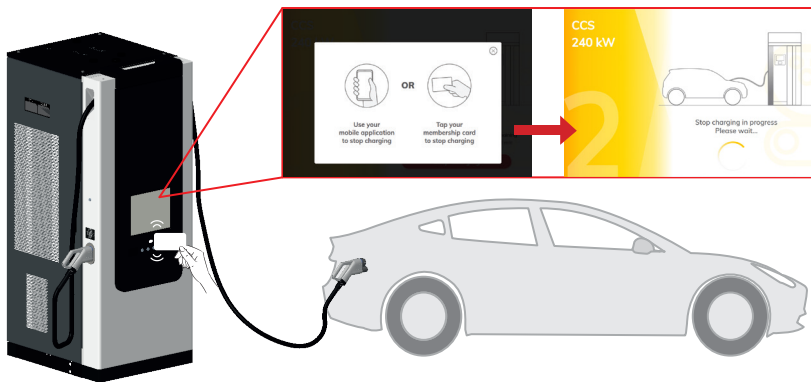 Use your
mobile application
to stop charging
OR
Tap your
membership card
to stop charging
CCS
240 kW
2
Stop charging in progress
Please wait...